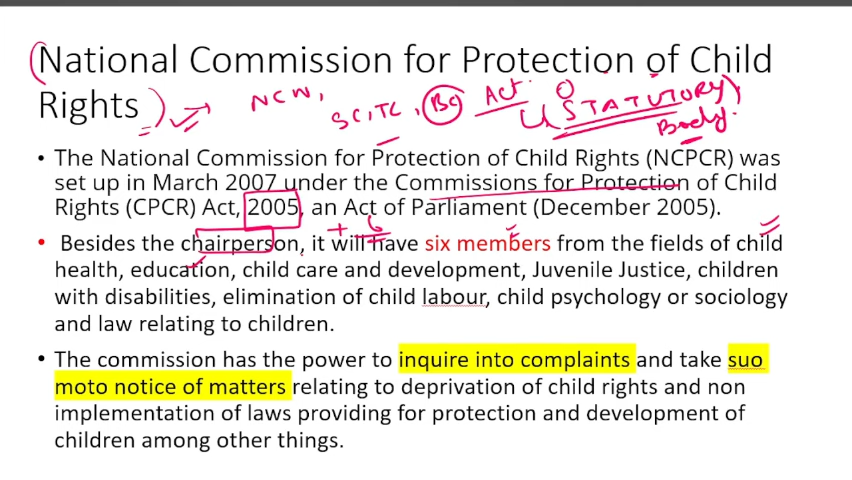 National Commission for Protection of Child
Rights
NCW,
SC, TC, BC
Act
STATUTORY
Body.
• The National Commission for Protection of Child Rights (NCPCR) was
set up in March 2007 under the Commissions for Protection of Child
Rights (CPCR) Act, 2005, an Act of Parliament (December 2005).
+ 6
• Besides the chairperson, it will have six members from the fields of child
health, education, child care and development, Juvenile Justice, children
with disabilities, elimination of child labour, child psychology or sociology
and law relating to children.
• The commission has the power to inquire into complaints and take suo
moto notice of matters relating to deprivation of child rights and non
implementation of laws providing for protection and development of
children among other things.